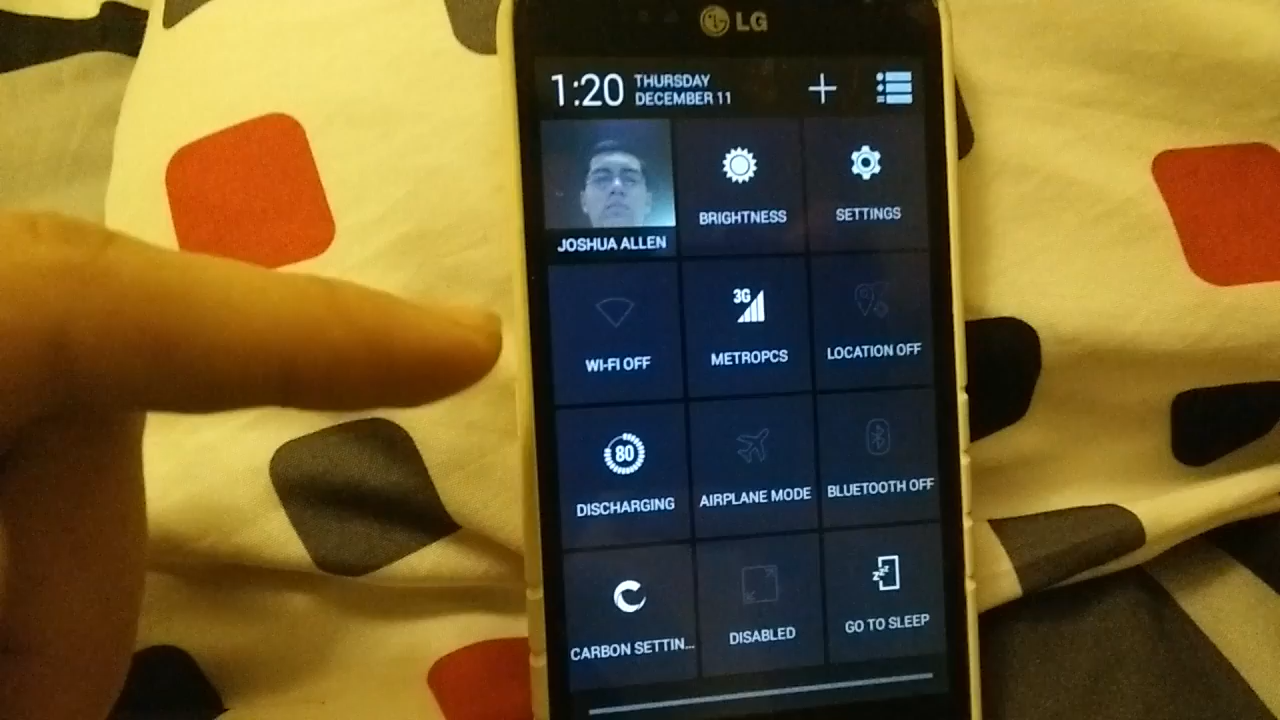 LG
1:20
THURSDAY
DECEMBER 11
JOSHUA ALLEN
BRIGHTNESS
SETTINGS
WI-FI OFF
3G
METROPCS
LOCATION OFF
80
DISCHARGING
AIRPLANE MODE
BLUETOOTH OFF
CARBON SETTIN...
DISABLED
zzz
GO TO SLEEP